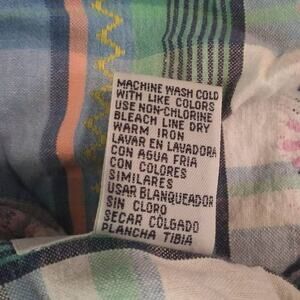 MACHINE WASH COLD
WITH LIKE COLORS
USE NON-CHLORINE
BLEACH LINE DRY
WARM IRON
LAVAR EN LAVADORA
CON AGUA FRIA
CON COLORES
SIMILARES
USAR BLANQUEADOR
SIN CLORO
SECAR COLGADO
PLANCHA TIBIA